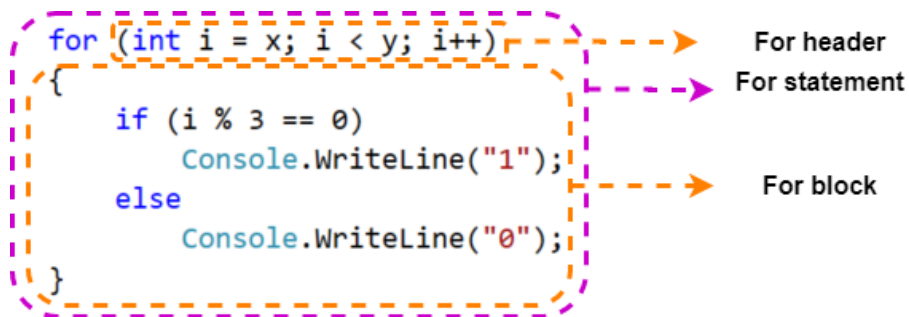 for (int i = x; i < y; i++)
For header
For statement
{
if (i % 3 == 0)
Console.WriteLine("1");
For block
else
Console.WriteLine("0");
}